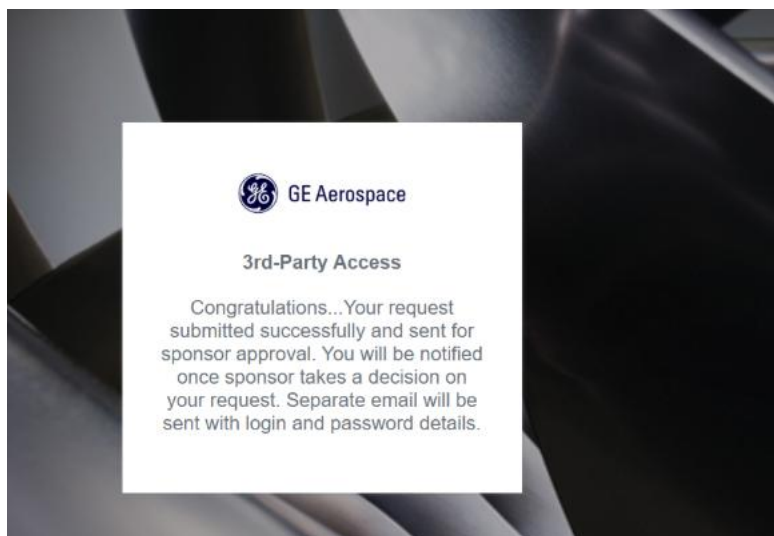 GE GE Aerospace
3rd-Party Access
Congratulations...Your request
submitted successfully and sent for
sponsor approval. You will be notified
once sponsor takes a decision on
your request. Separate email will be
sent with login and password details.